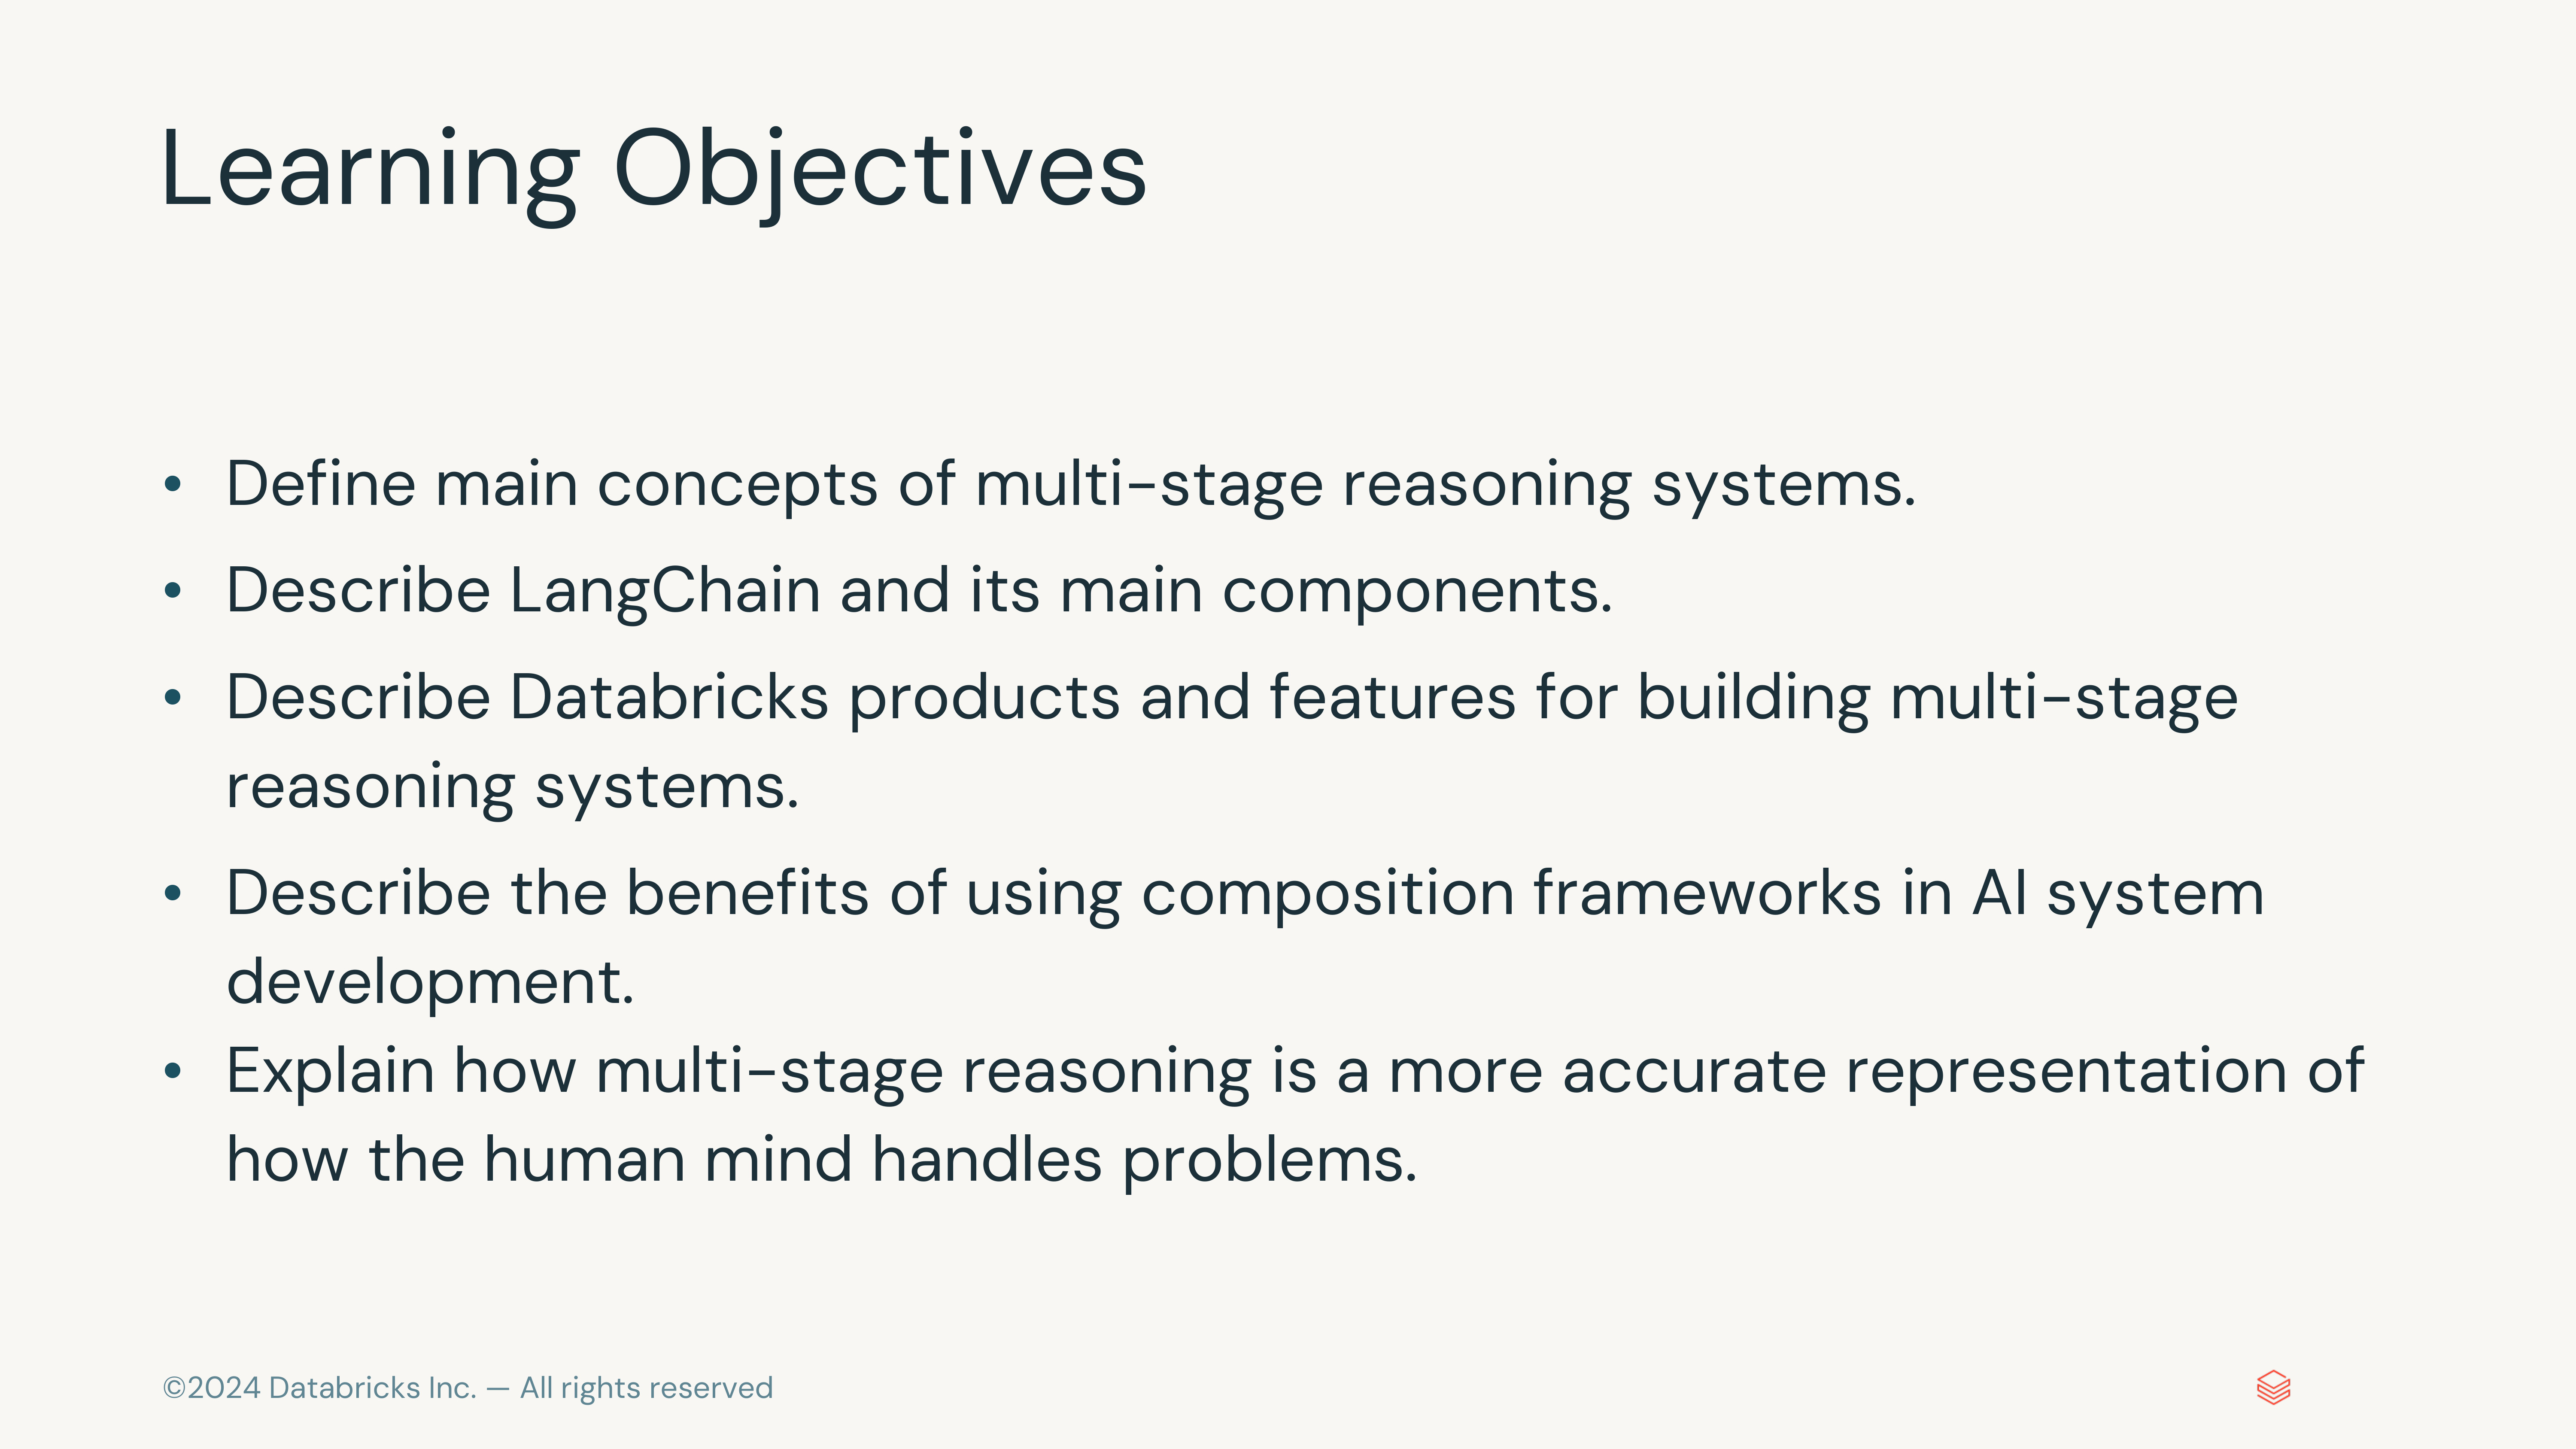 Learning Objectives
• Define main concepts of multi-stage reasoning systems.
• Describe LangChain and its main components.
• Describe Databricks products and features for building multi-stage
reasoning systems.
• Describe the benefits of using composition frameworks in AI system
development.
• Explain how multi-stage reasoning is a more accurate representation of
how the human mind handles problems.
©2024 Databricks Inc. — All rights reserved